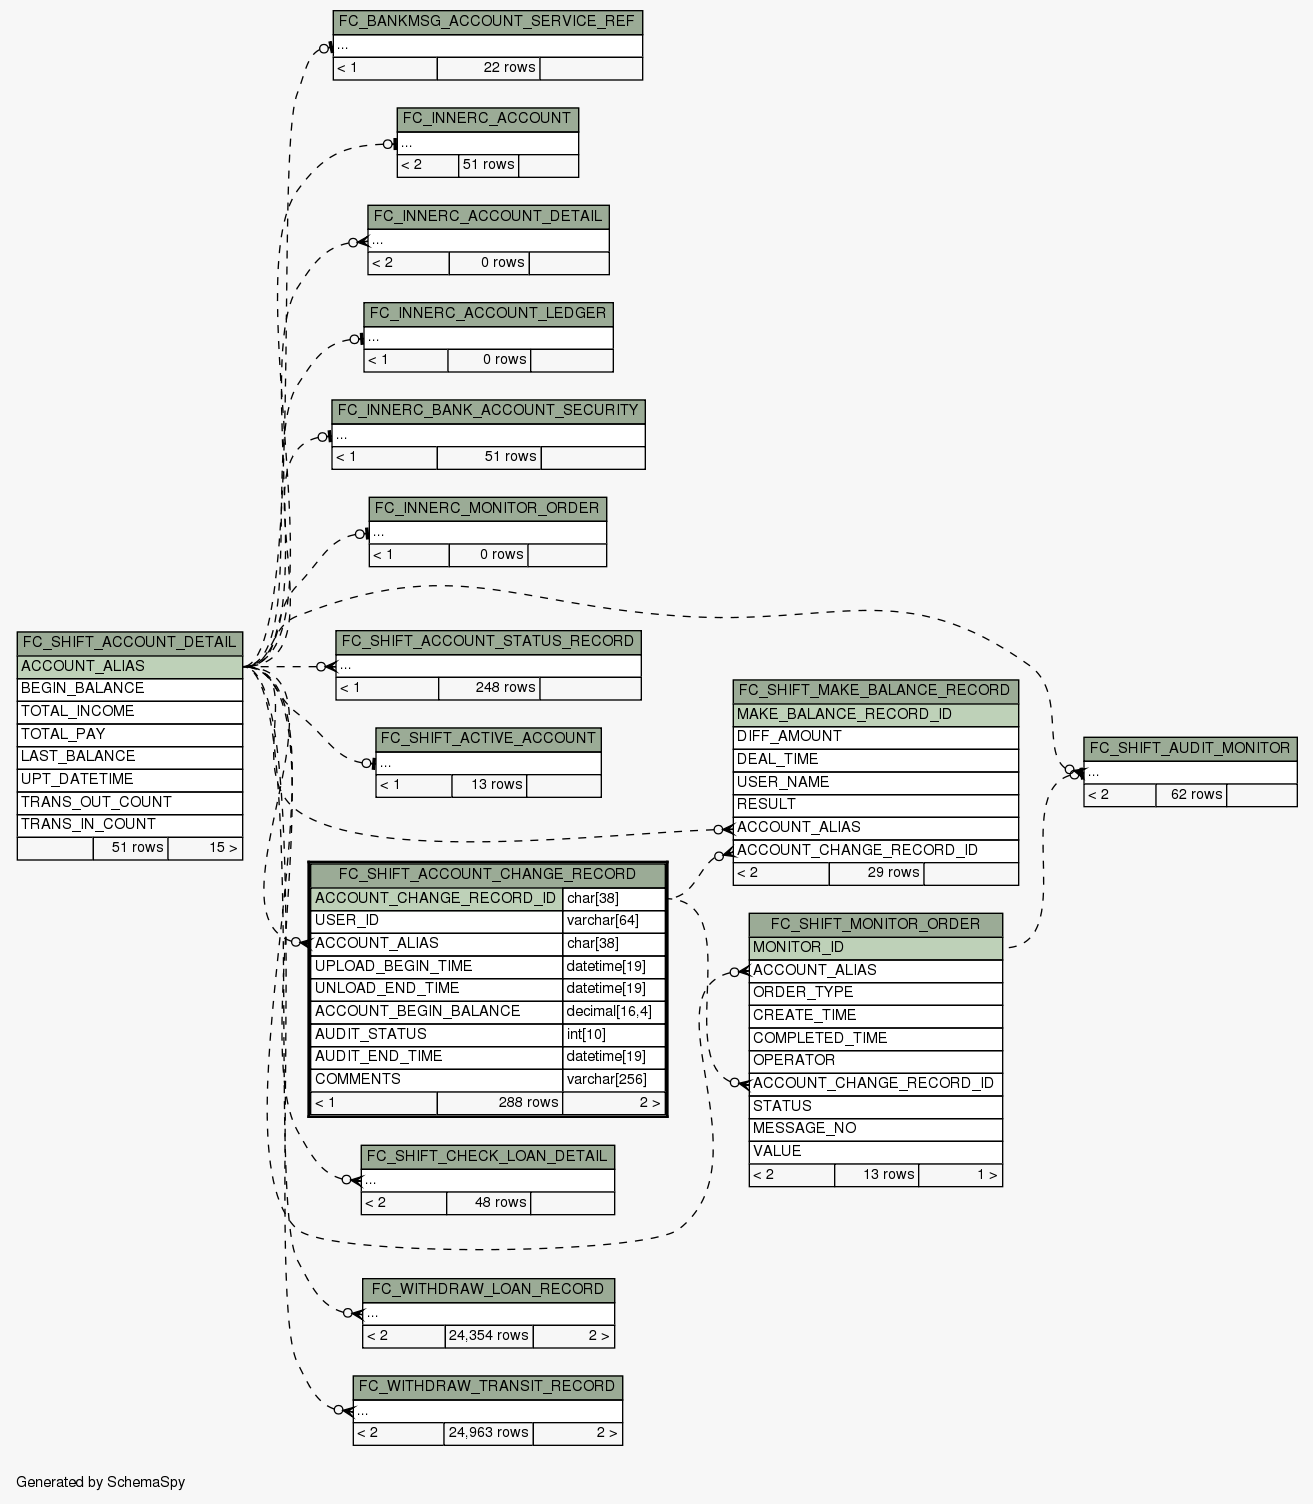 FC_BANKMSG_ACCOUNT_SERVICE_REF
...
< 1 22 rows
FC_INNERC_ACCOUNT
...
< 2 51 rows
FC_INNERC_ACCOUNT_DETAIL
...
< 2 0 rows
FC_INNERC_ACCOUNT_LEDGER
...
< 1 0 rows
FC_INNERC_BANK_ACCOUNT_SECURITY
...
< 1 51 rows
FC_INNERC_MONITOR_ORDER
...
< 1 0 rows
FC_SHIFT_ACCOUNT_DETAIL
ACCOUNT_ALIAS
BEGIN_BALANCE
TOTAL_INCOME
TOTAL_PAY
LAST_BALANCE
UPT_DATETIME
TRANS_OUT_COUNT
TRANS_IN_COUNT
51 rows 15 >
FC_SHIFT_ACCOUNT_STATUS_RECORD
...
< 1 248 rows
FC_SHIFT_ACTIVE_ACCOUNT
...
< 1 13 rows
FC_SHIFT_MAKE_BALANCE_RECORD
MAKE_BALANCE_RECORD_ID
DIFF_AMOUNT
DEAL_TIME
USER_NAME
RESULT
ACCOUNT_ALIAS
ACCOUNT_CHANGE_RECORD_ID
< 2 29 rows
FC_SHIFT_AUDIT_MONITOR
...
< 2 62 rows
FC_SHIFT_ACCOUNT_CHANGE_RECORD
ACCOUNT_CHANGE_RECORD_ID char[38]
USER_ID varchar[64]
ACCOUNT_ALIAS char[38]
UPLOAD_BEGIN_TIME datetime[19]
UNLOAD_END_TIME datetime[19]
ACCOUNT_BEGIN_BALANCE decimal[16,4]
AUDIT_STATUS int[10]
AUDIT_END_TIME datetime[19]
COMMENTS varchar[256]
< 1 288 rows 2 >
FC_SHIFT_MONITOR_ORDER
MONITOR_ID
ACCOUNT_ALIAS
ORDER_TYPE
CREATE_TIME
COMPLETED_TIME
OPERATOR
ACCOUNT_CHANGE_RECORD_ID
STATUS
MESSAGE_NO
VALUE
< 2 13 rows 1 >
FC_SHIFT_CHECK_LOAN_DETAIL
...
< 2 48 rows
FC_WITHDRAW_LOAN_RECORD
...
< 2 24,354 rows 2 >
FC_WITHDRAW_TRANSIT_RECORD
...
< 2 24,963 rows 2 >
Generated by SchemaSpy